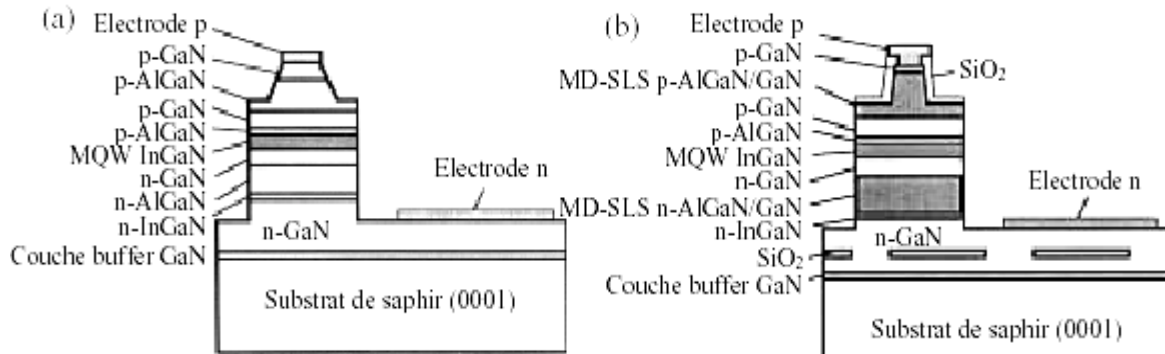 (a)
Electrode p
p-GaN
p-AlGaN
p-GaN
p-AlGaN
MQW InGaN
n-GaN
n-AlGaN
n-InGaN
Couche buffer GaN
Electrode n
n-GaN
Substrat de saphir (0001)
(b)
Electrode p
p-GaN
MD-SLS p-AlGaN/GaN
p-GaN
p-AlGaN
MQW InGaN
n-GaN
MD-SLS n-AlGaN/GaN
n-InGaN
SiO₂
Couche buffer GaN
SiO₂
Electrode n
n-GaN
Substrat de saphir (0001)